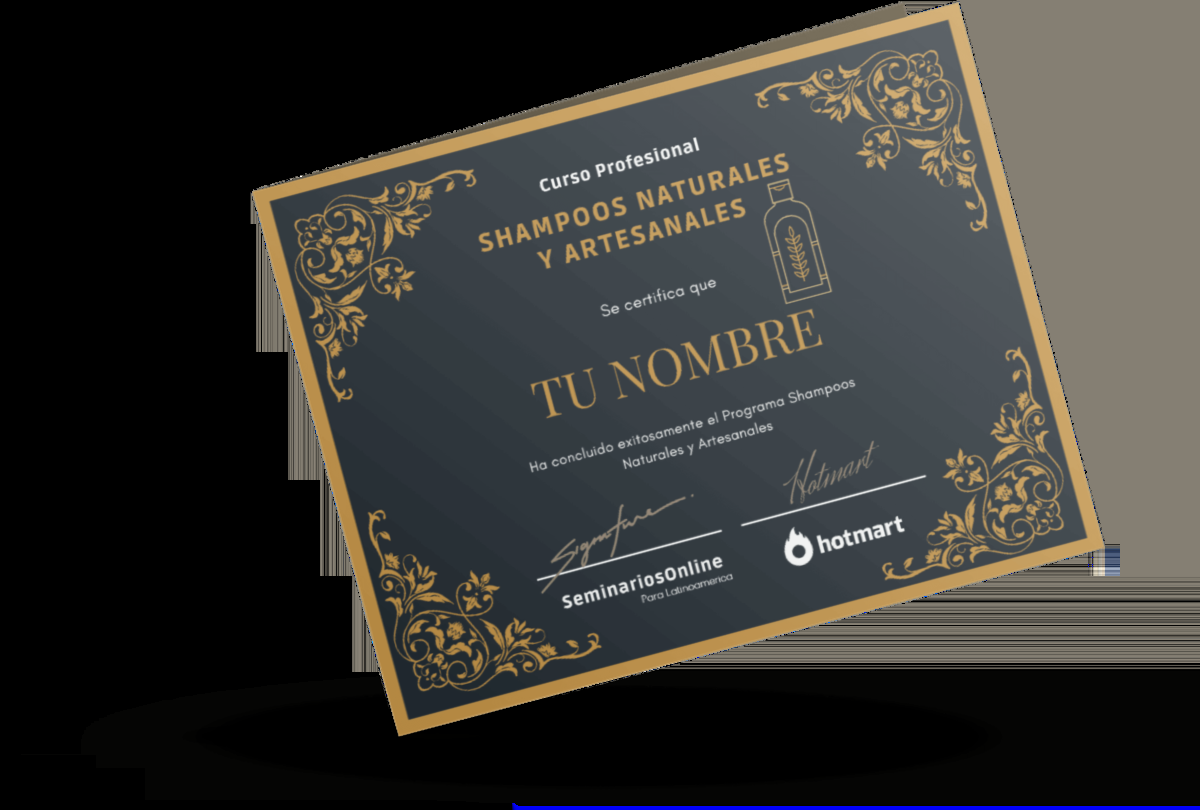 Curso Profesional
SHAMPOOS NATURALES
Y ARTESANALES
Se certifica que
TU NOMBRE
Ha concluido exitosamente el Programa Shampoos
Naturales y Artesanales
Signature
Hotmart
SeminariosOnline
Para Latinoamerica
hotmart